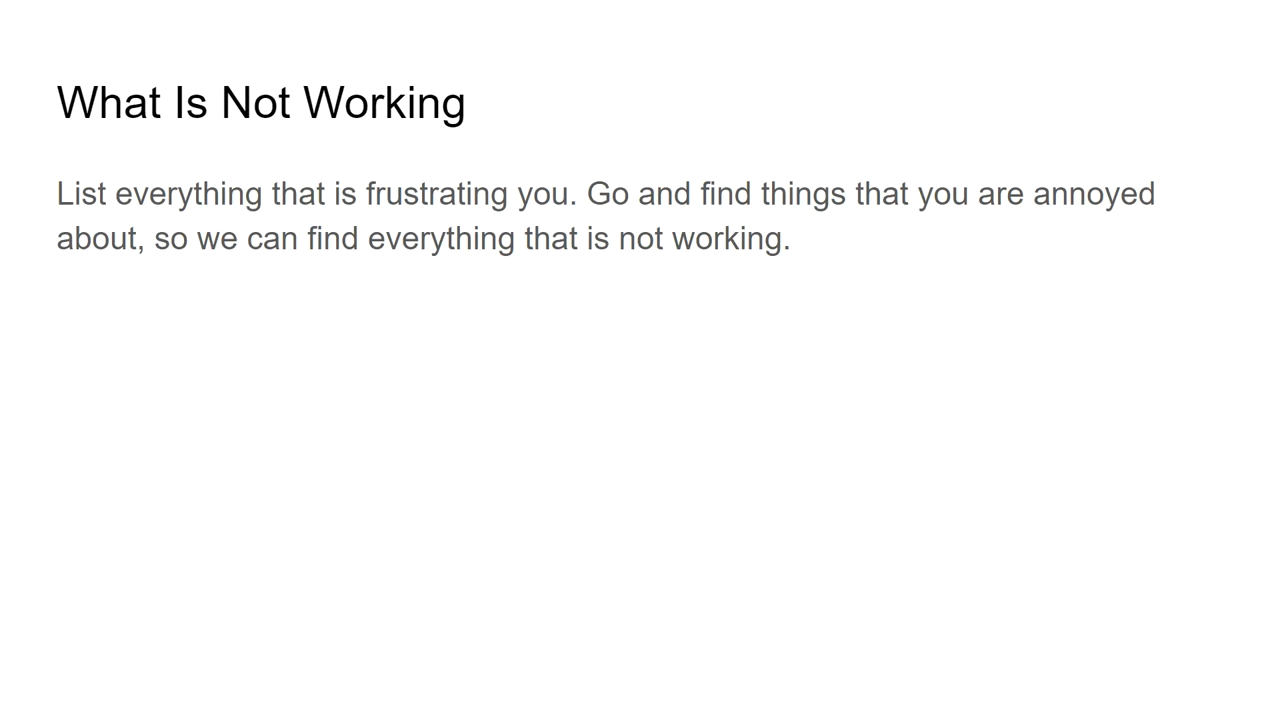 What Is Not Working
List everything that is frustrating you. Go and find things that you are annoyed
about, so we can find everything that is not working.